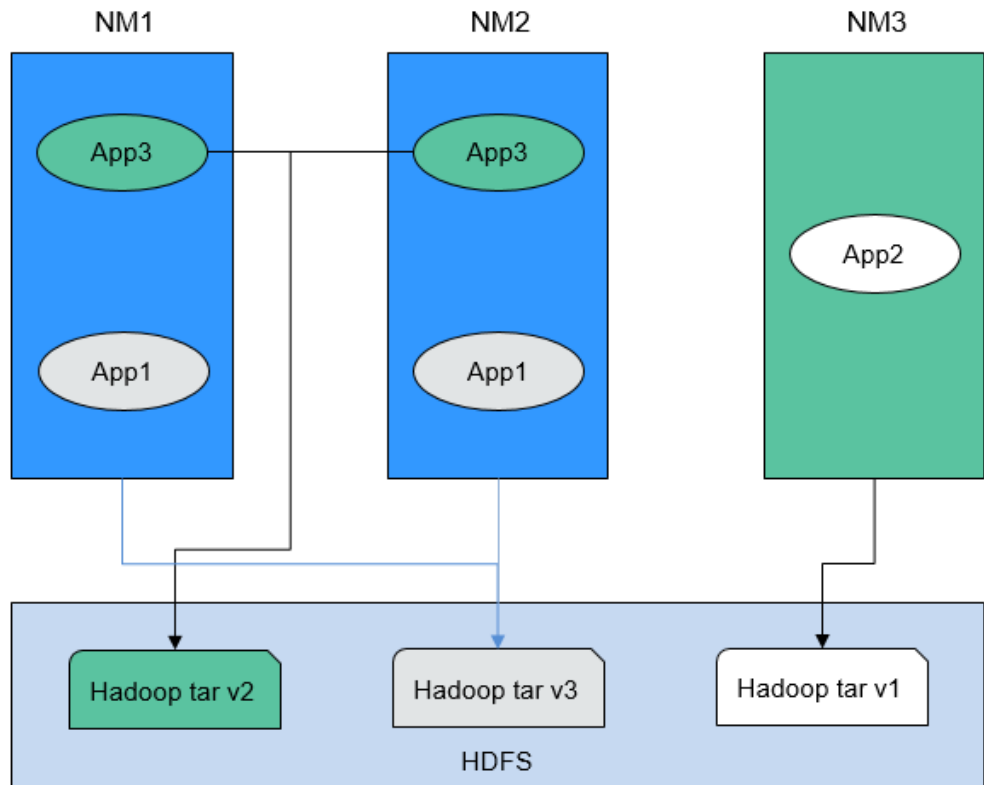 NM1
NM2
NM3
App3
App3
App2
App1
App1
Hadoop tar v2
Hadoop tar v3
Hadoop tar v1
HDFS